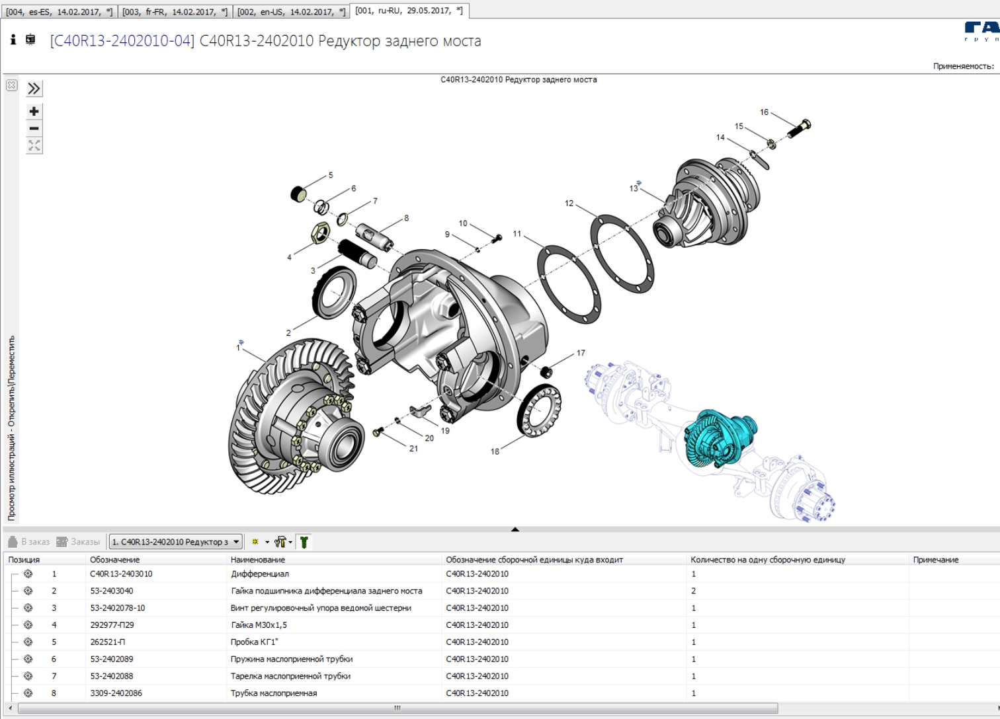 [004, es-ES, 14.02.2017, *] [003, fr-FR, 14.02.2017, *] [002, en-US, 14.02.2017, *] [001, ru-RU, 29.05.2017, *]
[C40R13-2402010-04] C40R13-2402010 Редуктор заднего моста
Применяемость:
C40R13-2402010 Редуктор заднего моста
16
15
14
5
13
6
7
12
8
10
9
11
4
3
2
1
17
19
20
21
18
Просмотр иллюстраций - Открепить\Переместить
В заказ Заказы 1. C40R13-2402010 Редуктор з
Позиция Обозначение Наименование Обозначение сборочной единицы куда входит Количество на одну сборочную единицу Примечание
1 C40R13-2403010 Дифференциал C40R13-2402010 1
2 53-2403040 Гайка подшипника дифференциала заднего моста C40R13-2402010 2
3 53-2402078-10 Винт регулировочный упора ведомой шестерни C40R13-2402010 1
4 292977-П29 Гайка М30х1,5 C40R13-2402010 1
5 262521-П Пробка КГ1" C40R13-2402010 1
6 53-2402089 Пружина маслоприемной трубки C40R13-2402010 1
7 53-2402088 Тарелка маслоприемной трубки C40R13-2402010 1
8 3309-2402086 Трубка маслоприемная C40R13-2402010 1